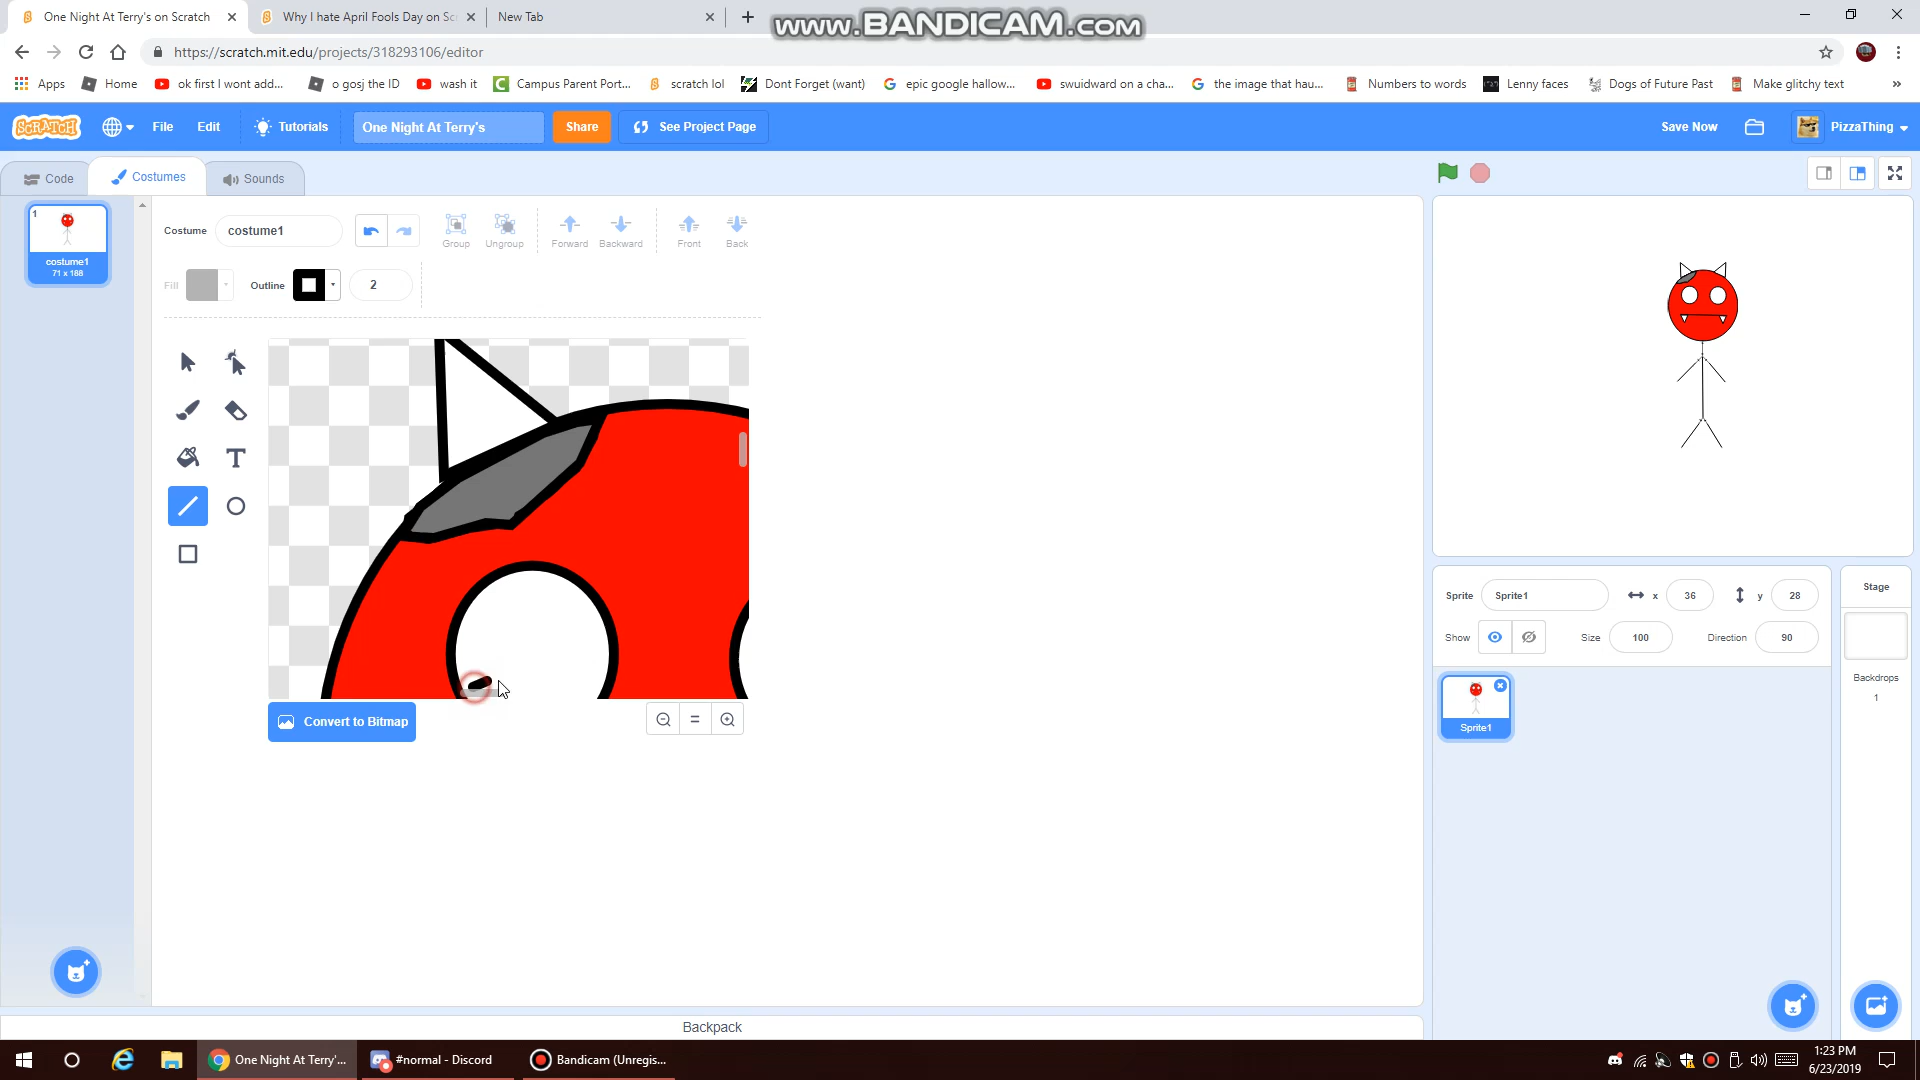 One Night At Terry's on Scratch
Why I hate April Fools Day on Sc
New Tab
www.BANDICAM.com
https://scratch.mit.edu/projects/318293106/editor
Apps
Home
ok first I wont add...
o gosj the ID
wash it
Campus Parent Port...
scratch lol
Dont Forget (want)
epic google hallow...
swuidward on a cha...
the image that hau...
Numbers to words
Lenny faces
Dogs of Future Past
Make glitchy text
»
SCRATCH
File
Edit
Tutorials
One Night At Terry's
Share
See Project Page
Save Now
PizzaThing
Code
Costumes
Sounds
1
costume1
71 x 188
Costume
costume1
Group
Ungroup
Forward
Backward
Front
Back
Fill
Outline
2
T
Convert to Bitmap
Sprite
Sprite1
x
36
y
28
Show
Size
100
Direction
90
Sprite1
Stage
Backdrops
1
Backpack
One Night At Terry'...
#normal - Discord
Bandicam (Unregis...
1:23 PM
6/23/2019